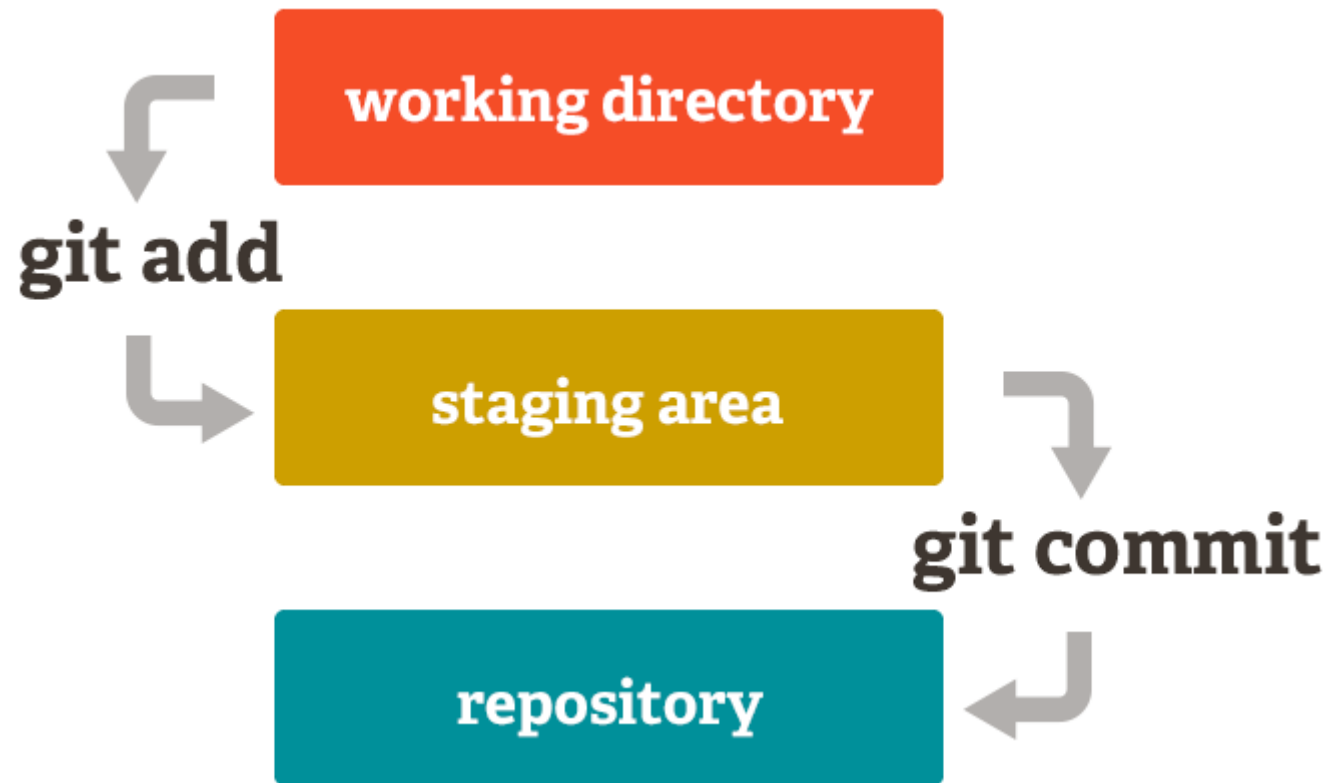 working directory
git add
staging area
git commit
repository